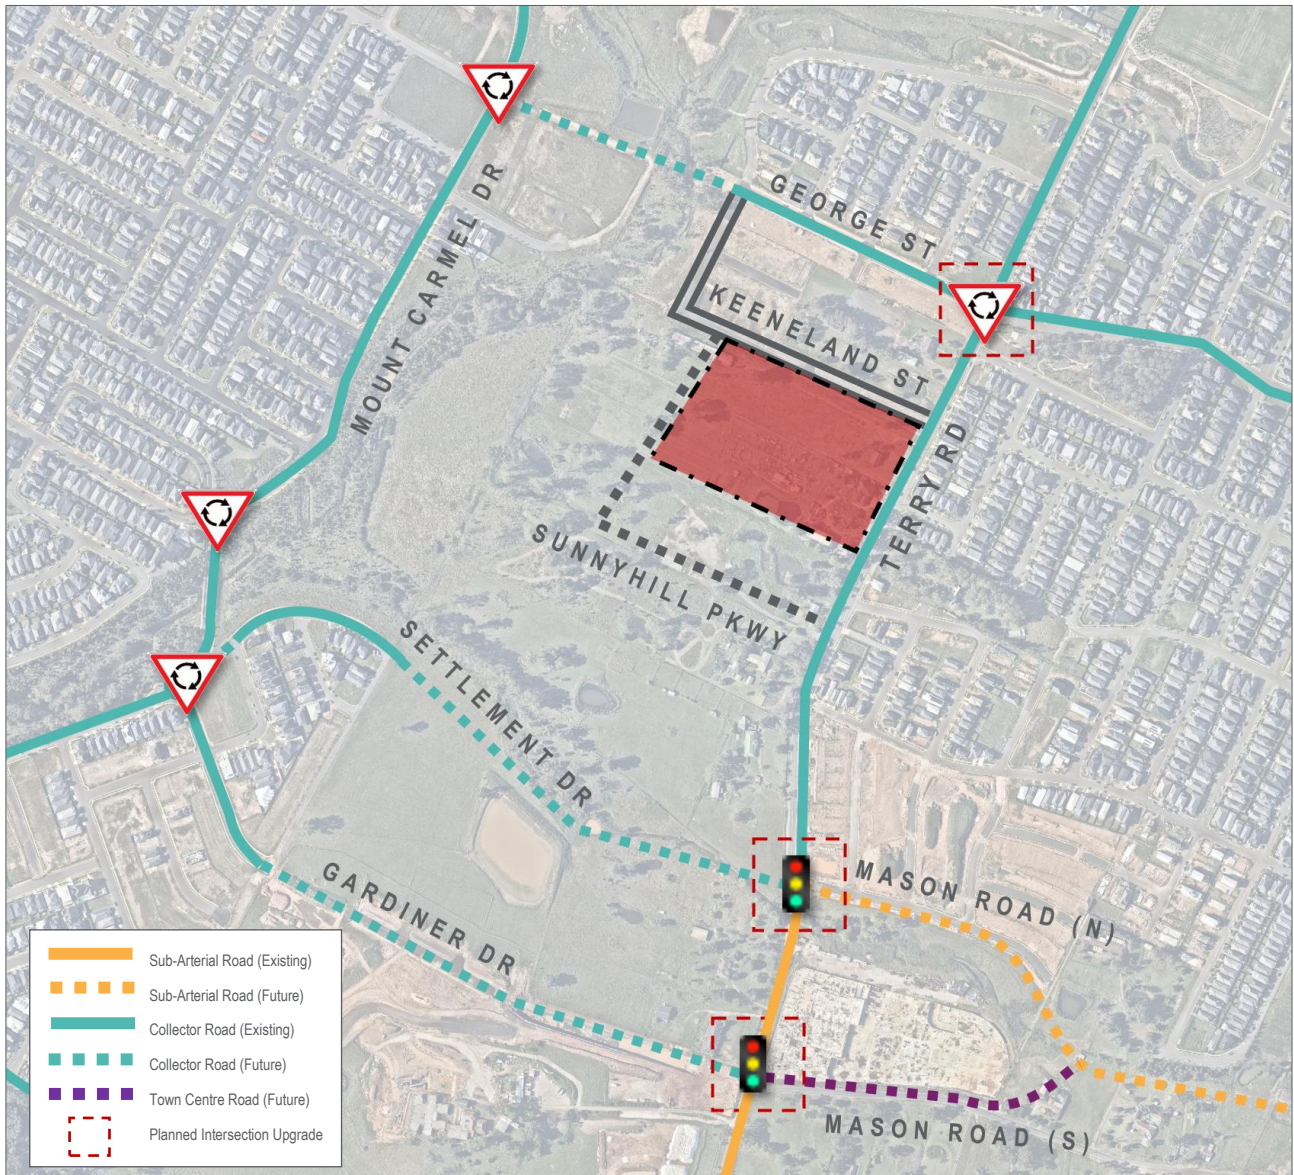 GEORGE ST
MOUNT CARMEL DR
KEENELAND ST
TERRY RD
SUNNYHILL PKWY
SETTLEMENT DR
MASON ROAD (N)
GARDINER DR
MASON ROAD (S)
Sub-Arterial Road (Existing)
Sub-Arterial Road (Future)
Collector Road (Existing)
Collector Road (Future)
Town Centre Road (Future)
Planned Intersection Upgrade